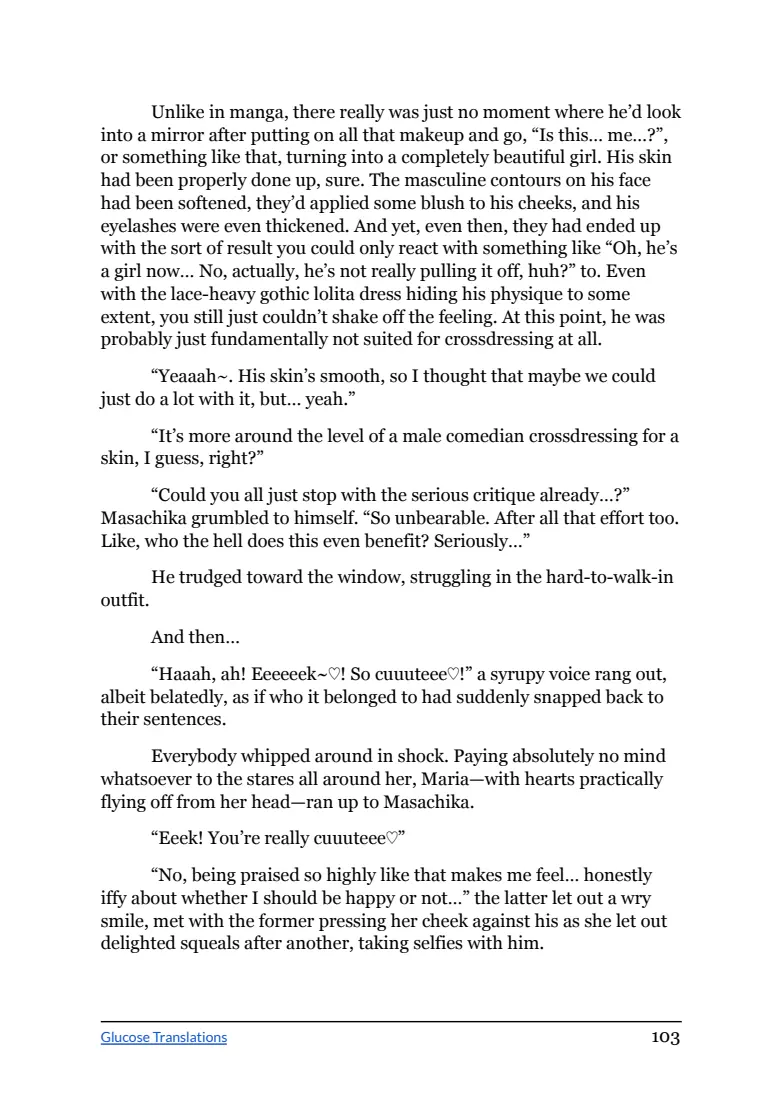 Unlike in manga, there really was just no moment where he’d look
into a mirror after putting on all that makeup and go, “Is this… me…?”,
or something like that, turning into a completely beautiful girl. His skin
had been properly done up, sure. The masculine contours on his face
had been softened, they’d applied some blush to his cheeks, and his
eyelashes were even thickened. And yet, even then, they had ended up
with the sort of result you could only react with something like “Oh, he’s
a girl now… No, actually, he’s not really pulling it off, huh?” to. Even
with the lace-heavy gothic lolita dress hiding his physique to some
extent, you still just couldn’t shake off the feeling. At this point, he was
probably just fundamentally not suited for crossdressing at all.
“Yeaaah~. His skin’s smooth, so I thought that maybe we could
just do a lot with it, but… yeah.”
“It’s more around the level of a male comedian crossdressing for a
skin, I guess, right?”
“Could you all just stop with the serious critique already…?”
Masachika grumbled to himself. “So unbearable. After all that effort too.
Like, who the hell does this even benefit? Seriously…”
He trudged toward the window, struggling in the hard-to-walk-in
outfit.
And then…
“Haaah, ah! Eeeeeek~♡! So cuuuteee♡!” a syrupy voice rang out,
albeit belatedly, as if who it belonged to had suddenly snapped back to
their sentences.
Everybody whipped around in shock. Paying absolutely no mind
whatsoever to the stares all around her, Maria—with hearts practically
flying off from her head—ran up to Masachika.
“Eeek! You’re really cuuuteee♡”
“No, being praised so highly like that makes me feel… honestly
iffy about whether I should be happy or not…” the latter let out a wry
smile, met with the former pressing her cheek against his as she let out
delighted squeals after another, taking selfies with him.
Glucose Translations 103